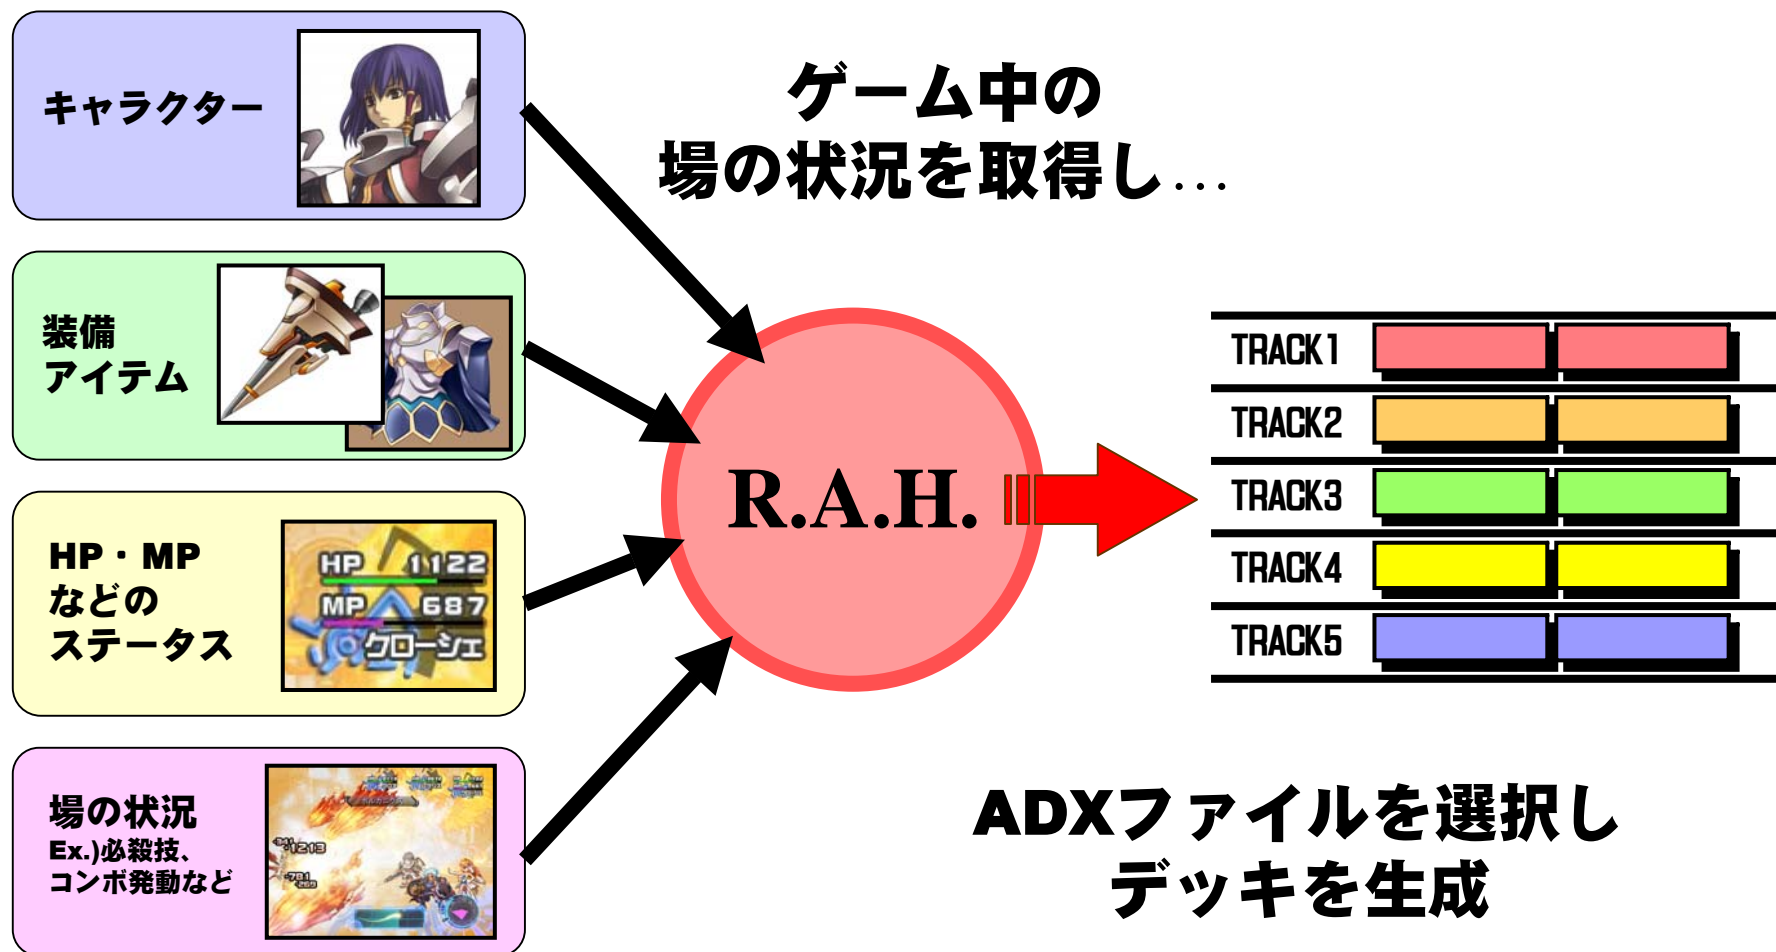 キャラクター
ゲーム中の
場の状況を取得し…
装備
アイテム
HP・MP
などの
ステータス
HP 1122
MP 687
クローシェ
場の状況
Ex.)必殺技、
コンボ発動など
1213
R.A.H.
TRACK1
TRACK2
TRACK3
TRACK4
TRACK5
ADXファイルを選択し
デッキを生成